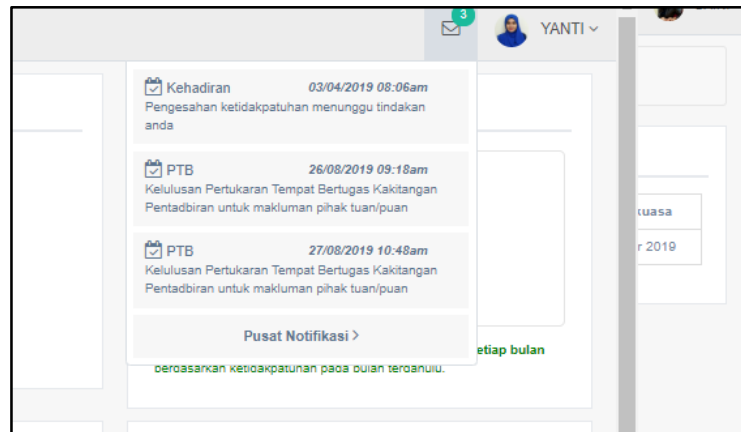 3
YANTI
Kehadiran 03/04/2019 08:06am
Pengesahan ketidakpatuhan menunggu tindakan
anda
PTB 26/08/2019 09:18am
Kelulusan Pertukaran Tempat Bertugas Kakitangan
Pentadbiran untuk makluman pihak tuan/puan
PTB 27/08/2019 10:48am
Kelulusan Pertukaran Tempat Bertugas Kakitangan
Pentadbiran untuk makluman pihak tuan/puan
Pusat Notifikasi >
etiap bulan
berdasarkan ketidakpatuhan pada bulan terdahulu.
kuasa
r 2019